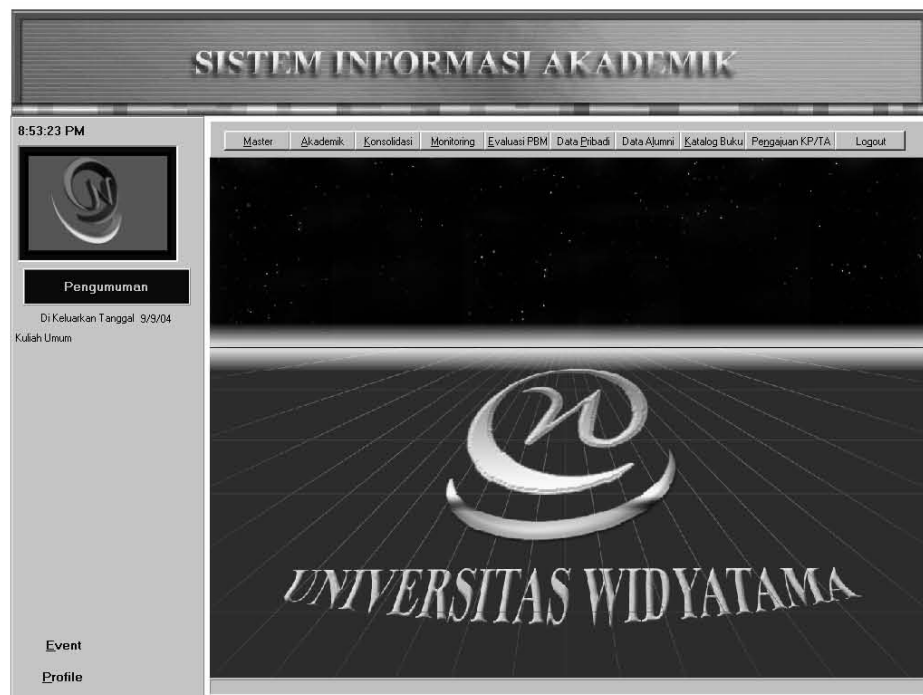 SISTEM INFORMASI AKADEMIK
8:53:23 PM
Master Akademik Konsolidasi Monitoring Evaluasi PBM Data Pribadi Data Alumni Katalog Buku Pengajuan KP/TA Logout
Pengumuman
Di Keluarkan Tanggal 9/9/04
Kuliah Umum
UNIVERSITAS WIDYATAMA
Event
Profile